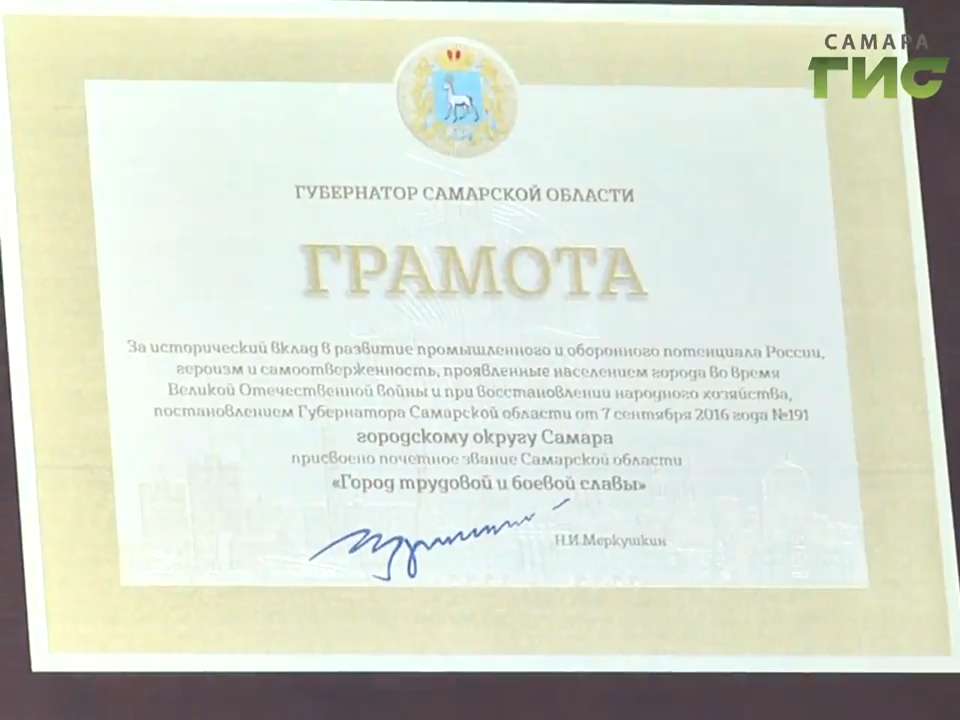 САМАРА
ГИС
ГУБЕРНАТОР САМАРСКОЙ ОБЛАСТИ
ГРАМОТА
За исторический вклад в развитие промышленного и оборонного потенциала России,
героизм и самоотверженность, проявленные населением города во время
Великой Отечественной войны и при восстановлении народного хозяйства,
постановлением Губернатора Самарской области от 7 сентября 2016 года №191
городскому округу Самара
присвоено почетное звание Самарской области
«Город трудовой и боевой славы»
Н.И.Меркушкин